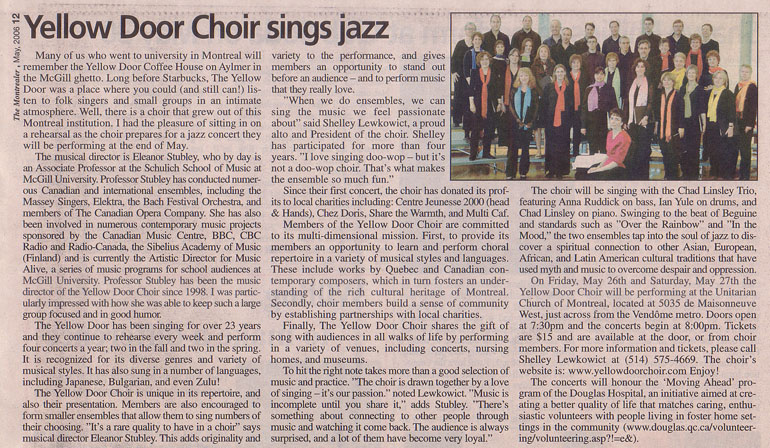 The Montrealer, May, 2006 12
Yellow Door Choir sings jazz
Many of us who went to university in Montreal will
remember the Yellow Door Coffee House on Aylmer in
the McGill ghetto. Long before Starbucks, The Yellow
Door was a place where you could (and still can!) lis-
ten to folk singers and small groups in an intimate
atmosphere. Well, there is a choir that grew out of this
Montreal institution. I had the pleasure of sitting in on
a rehearsal as the choir prepares for a jazz concert they
will be performing at the end of May.
The musical director is Eleanor Stubley, who by day is
an Associate Professor at the Schulich School of Music at
McGill University. Professor Stubley has conducted numer-
ous Canadian and international ensembles, including the
Massey Singers, Elektra, the Bach Festival Orchestra, and
members of The Canadian Opera Company. She has also
been involved in numerous contemporary music projects
sponsored by the Canadian Music Centre, BBC, CBC
Radio and Radio-Canada, the Sibelius Academy of Music
(Finland) and is currently the Artistic Director for Music
Alive, a series of music programs for school audiences at
McGill University. Professor Stubley has been the music
director of the Yellow Door Choir since 1998. I was partic-
ularly impressed with how she was able to keep such a large
group focused and in good humor.
The Yellow Door has been singing for over 23 years
and they continue to rehearse every week and perform
four concerts a year; two in the fall and two in the spring.
It is recognized for its diverse genres and variety of
musical styles. It has also sung in a number of languages,
including Japanese, Bulgarian, and even Zulu!
The Yellow Door Choir is unique in its repertoire, and
also their presentation. Members are also encouraged to
form smaller ensembles that allow them to sing numbers of
their choosing. "It's a rare quality to have in a choir" says
musical director Eleanor Stubley. This adds originality and
variety to the performance, and gives
members an opportunity to stand out
before an audience – and to perform music
that they really love.
"When we do ensembles, we can
sing the music we feel passionate
about" said Shelley Lewkowict, a proud
alto and President of the choir. Shelley
has participated for more than four
years. "I love singing doo-wop – but it's
not a doo-wop choir. That's what makes
the ensemble so much fun."
Since their first concert, the choir has donated its prof-
its to local charities including: Centre Jeunesse 2000 (head
& Hands), Chez Doris, Share the Warmth, and Multi Caf.
Members of the Yellow Door Choir are committed
to its multi-dimensional mission. First, to provide its
members an opportunity to learn and perform choral
repertoire in a variety of musical styles and languages.
These include works by Quebec and Canadian con-
temporary composers, which in turn fosters an under-
standing of the rich cultural heritage of Montreal.
Secondly, choir members build a sense of community
by establishing partnerships with local charities.
Finally, The Yellow Door Choir shares the gift of
song with audiences in all walks of life by performing
in a variety of venues, including concerts, nursing
homes, and museums.
To hit the right note takes more than a good selection of
music and practice. "The choir is drawn together by a love
of singing – it's our passion." noted Lewkowict. "Music is
incomplete until you share it," adds Stubley. "There's
something about connecting to other people through
music and watching it come back. The audience is always
surprised, and a lot of them have become very loyal."
The choir will be singing with the Chad Linsley Trio,
featuring Anna Ruddick on bass, Ian Yule on drums, and
Chad Linsley on piano. Swinging to the beat of Beguine
and standards such as "Over the Rainbow" and "In the
Mood," the two ensembles tap into the soul of jazz to dis-
cover a spiritual connection to other Asian, European,
African, and Latin American cultural traditions that have
used myth and music to overcome despair and oppression.
On Friday, May 26th and Saturday, May 27th the
Yellow Door Choir will be performing at the Unitarian
Church of Montreal, located at 5035 de Maisonneuve
West, just across from the Vendôme metro. Doors open
at 7:30pm and the concerts begin at 8:00pm. Tickets
are $15 and are available at the door, or from choir
members. For more information and tickets, please call
Shelley Lewkowict at (514) 575-4669. The choir's
website is: www.yellowdoorchoir.com Enjoy!
The concerts will honour the 'Moving Ahead' pro-
gram of the Douglas Hospital, an initiative aimed at cre-
ating a better quality of life that matches caring, enthu-
siastic volunteers with people living in foster home set-
tings in the community (www.douglas.qc.ca/volunteer-
ing/volunteering.asp?!=e&).